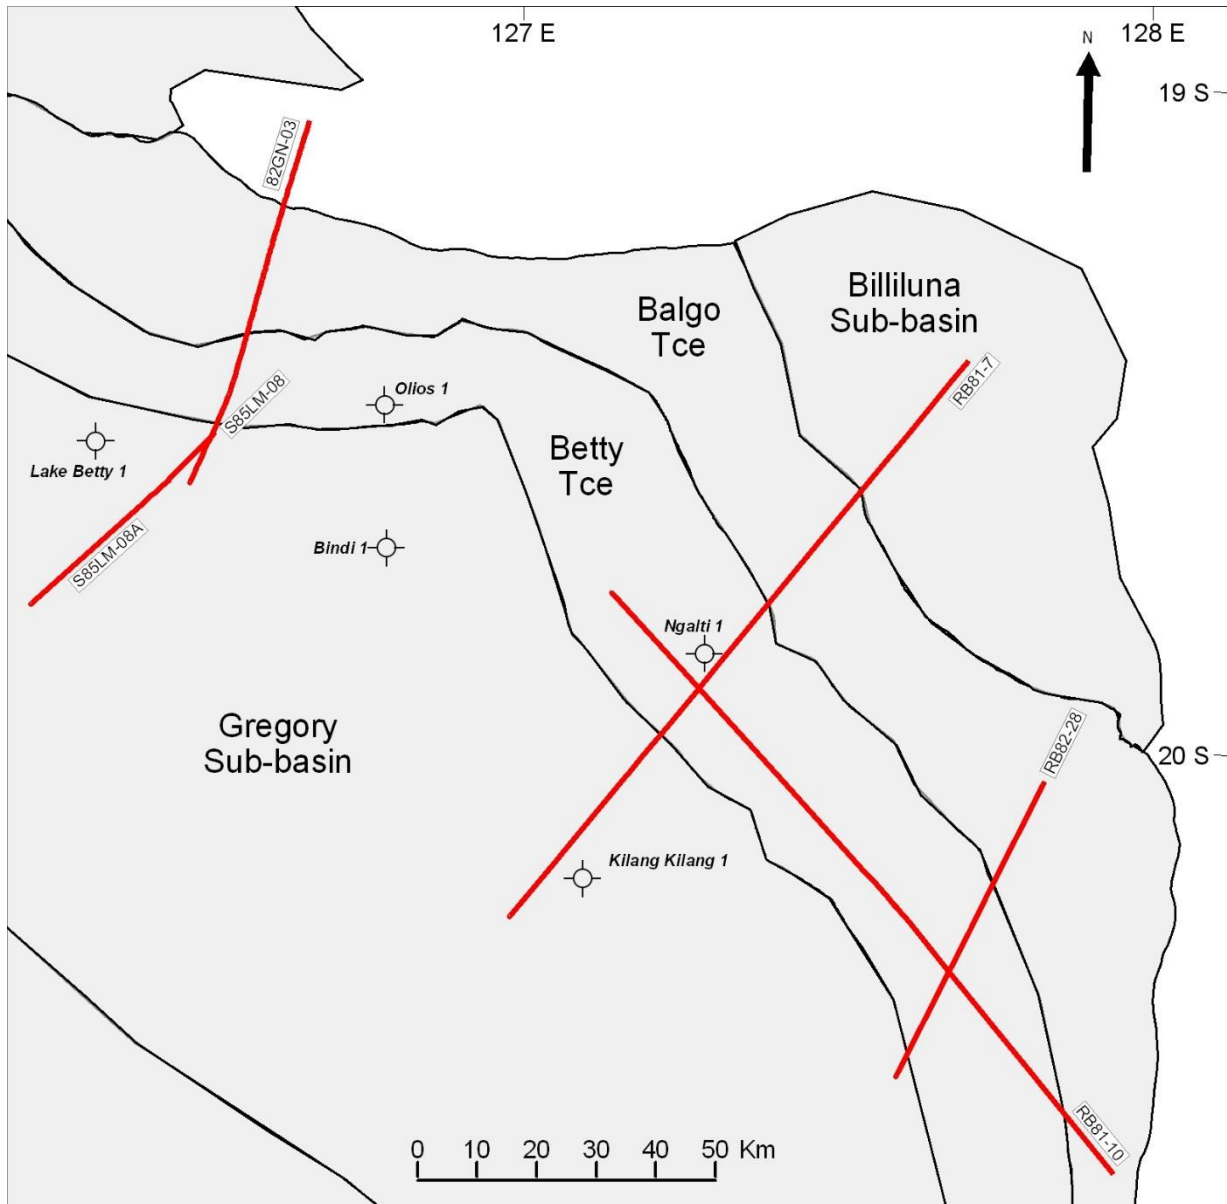 127 E
128 E
N
19 S
82GN-03
Billiluna
Sub-basin
Balgo
Tce
RB81-7
Olios 1
S85LM-08
Lake Betty 1
Betty
Tce
S85LM-08A
Bindi 1
Ngalti 1
Gregory
Sub-basin
RB82-28
20 S
Kilang Kilang 1
RB81-10
0 10 20 30 40 50 Km